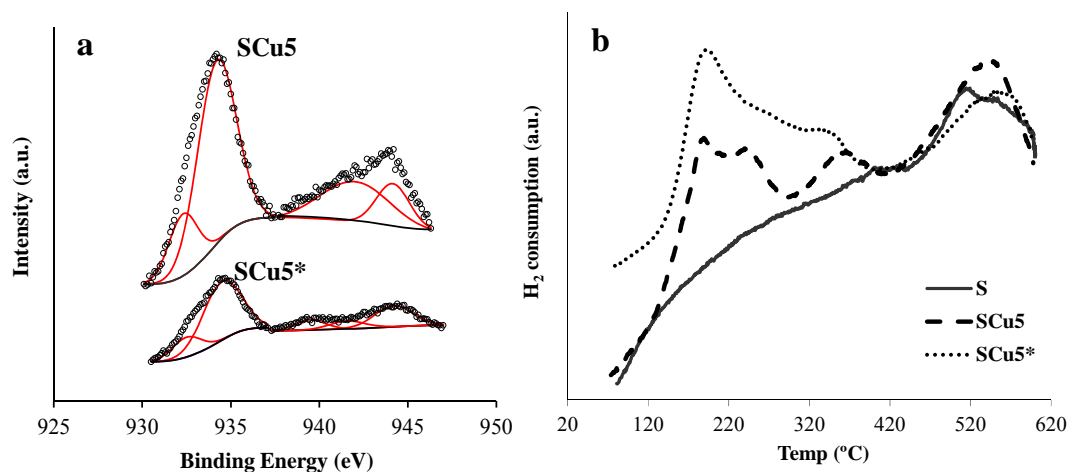 a
SCu5
SCu5*
Intensity (a.u.)
925 930 935 940 945 950
Binding Energy (eV)
b
H₂ consumption (a.u.)
S
SCu5
SCu5*
20 120 220 320 420 520 620
Temp (ºC)